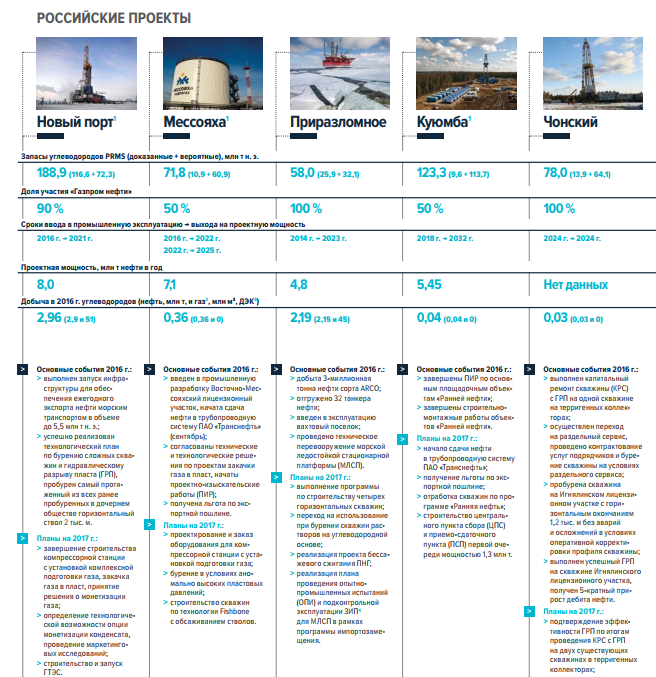 РОССИЙСКИЕ ПРОЕКТЫ
Новый порт¹
Мессояха¹
Приразломное
Куюмба¹
Чонский
Запасы углеводородов PRMS (доказанные + вероятные), млн т н. э.
188,9 (116,6 + 72,3)
71,8 (10,9 + 60,9)
58,0 (25,9 + 32,1)
123,3 (9,6 + 113,7)
78,0 (13,9 + 64,1)
Доля участия «Газпром нефти»
90 %
50 %
100 %
50 %
100 %
Сроки ввода в промышленную эксплуатацию → выхода на проектную мощность
2016 г. → 2021 г.
2016 г. → 2022 г.
2022 г. → 2025 г.
2014 г. → 2023 г.
2018 г. → 2032 г.
2024 г. → 2024 г.
Проектная мощность, млн т нефти в год
8,0
7,1
4,8
5,45
Нет данных
Добыча в 2016 г. углеводородов (нефть, млн т, и газ², млн м³, ДЭК³)
2,96 (2,9 и 51)
0,36 (0,36 и 0)
2,19 (2,15 и 45)
0,04 (0,04 и 0)
0,03 (0,03 и 0)
> Основные события 2016 г.:
> выполнен запуск инфра-
структуры для обес-
печения ежегодного
экспорта нефти морским
транспортом в объеме
до 5,5 млн т н. э.;
> успешно реализован
технологический план
по бурению сложных сква-
жин и гидравлическому
разрыву пласта (ГРП),
пробурен самый протя-
женный из всех ранее
пробуренных в дочернем
обществе горизонтальный
ствол 2 тыс. м.
> Планы на 2017 г.:
> завершение строительства
компрессорной станции
с установкой комплексной
подготовки газа, закачка
газа в пласт, принятие
решения о монетизации
газа;
> определение технологиче-
ской возможности опции
монетизации конденсата,
проведение маркетинго-
вых исследований;
> строительство и запуск
ГТЭС.
> Основные события 2016 г.:
> введен в промышленную
разработку Восточно-Мес-
сояхский лицензионный
участок, начата сдача
нефти в трубопроводную
систему ПАО «Транснефть»
(сентябрь);
> согласованы технические
и технологические реше-
ния по проектам закачки
газа в пласт, начаты
проектно-изыскательские
работы (ПИР);
> получена льгота по экс-
портной пошлине.
> Планы на 2017 г.:
> проектирование и заказ
оборудования для ком-
прессорной станции с уста-
новкой подготовки газа;
> бурение в условиях ано-
мально высоких пластовых
давлений;
> строительство скважин
по технологии Fishbone
с обсаживанием стволов.
> Основные события 2016 г.:
> добыта 3-миллионная
тонна нефти сорта ARCO;
> отгружено 32 танкера
нефти;
> введен в эксплуатацию
вахтовый поселок;
> проведено техническое
перевооружение морской
ледостойкой стационарной
платформы (МЛСП).
> Планы на 2017 г.:
> выполнение программы
по строительству четырех
горизонтальных скважин;
> переход на использование
при бурении скважин рас-
творов на углеводородной
основе;
> реализация проекта бесса-
жевого сжигания ПНГ;
> реализация плана
проведения опытно-
промышленных испытаний
(ОПИ) и подконтрольной
эксплуатации ЗИП⁴
для МЛСП в рамках
программы импортозаме-
щения.
> Основные события 2016 г.:
> завершены ПИР по основ-
ным площадочным объек-
там «Ранней нефти»;
> завершены строительно-
монтажные работы объек-
тов «Ранней нефти».
> Планы на 2017 г.:
> начало сдачи нефти
в трубопроводную систему
ПАО «Транснефть»;
> получение льготы по экс-
портной пошлине;
> отработка скважин по про-
грамме «Ранняя нефть»;
> строительство централь-
ного пункта сбора (ЦПС)
и приемо-сдаточного
пункта (ПСП) первой оче-
реди мощностью 1,3 млн т.
> Основные события 2016 г.:
> выполнен капитальный
ремонт скважины (КРС)
с ГРП на одной скважине
на терригенных коллек-
торах;
> осуществлен переход
на раздельный сервис,
проведено контрактование
услуг подрядчиков и буре-
ние скважины на условиях
раздельного сервиса;
> пробурена скважина
на Игнялинском лицензи-
онном участке с гори-
зонтальным окончанием
1,2 тыс. м без аварий
и осложнений в условиях
оперативной корректи-
ровки профиля скважины;
> выполнен успешный ГРП
на скважине Игнялинского
лицензионного участка,
получен 5-кратный при-
рост дебита нефти.
> Планы на 2017 г.:
> подтверждение эффек-
тивности ГРП по итогам
проведения КРС с ГРП
на двух существующих
скважинах в терригенных
коллекторах;